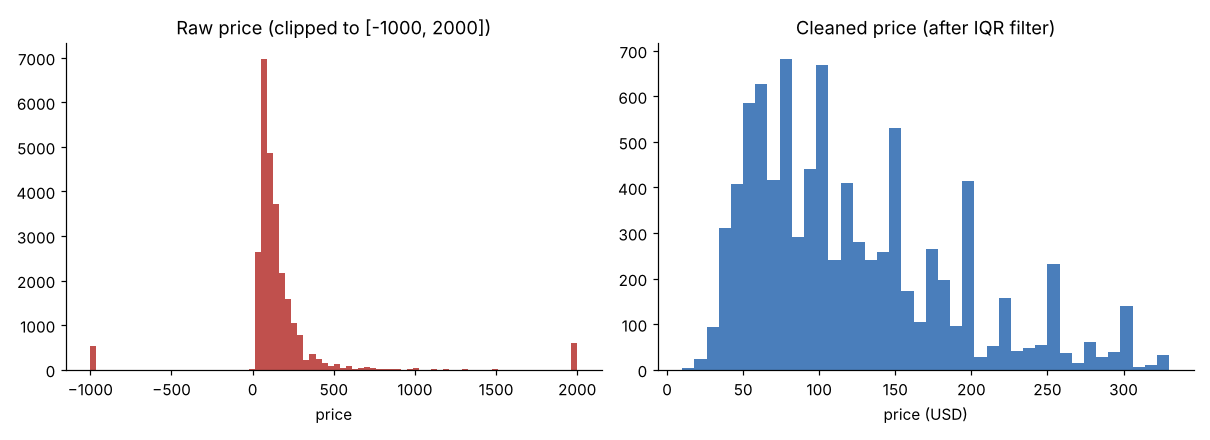 Raw price (clipped to [-1000, 2000])
7000
6000
5000
4000
3000
2000
1000
0
−1000 −500 0 500 1000 1500 2000
price
Cleaned price (after IQR filter)
700
600
500
400
300
200
100
0
0 50 100 150 200 250 300
price (USD)